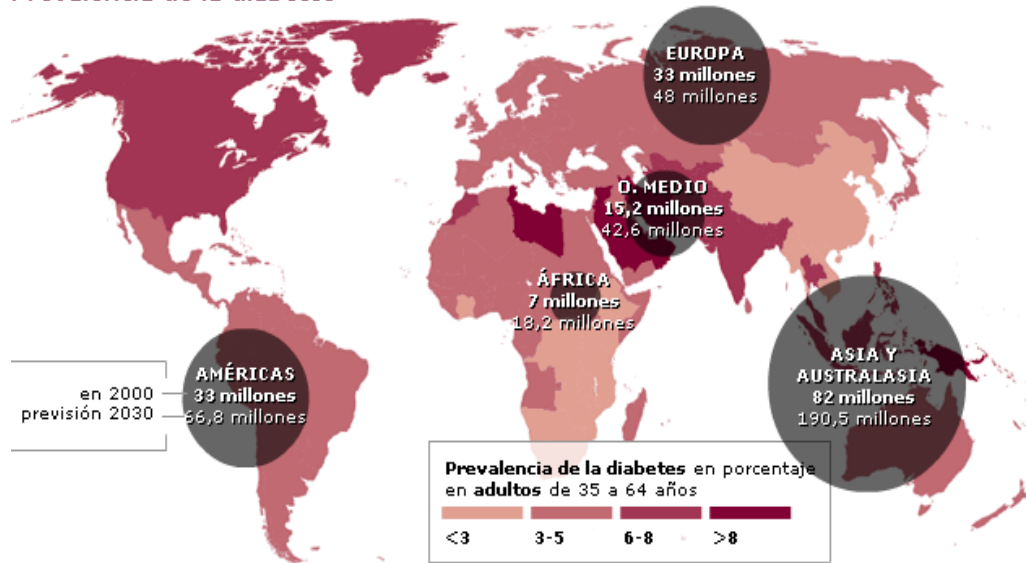 EUROPA
33 millones
48 millones
O. MEDIO
15,2 millones
42,6 millones
ÁFRICA
7 millones
18,2 millones
ASIA Y
AUSTRALASIA
82 millones
190,5 millones
AMÉRICAS
33 millones
66,8 millones
en 2000
previsión 2030
Prevalencia de la diabetes en porcentaje
en adultos de 35 a 64 años
<3 3-5 6-8 >8